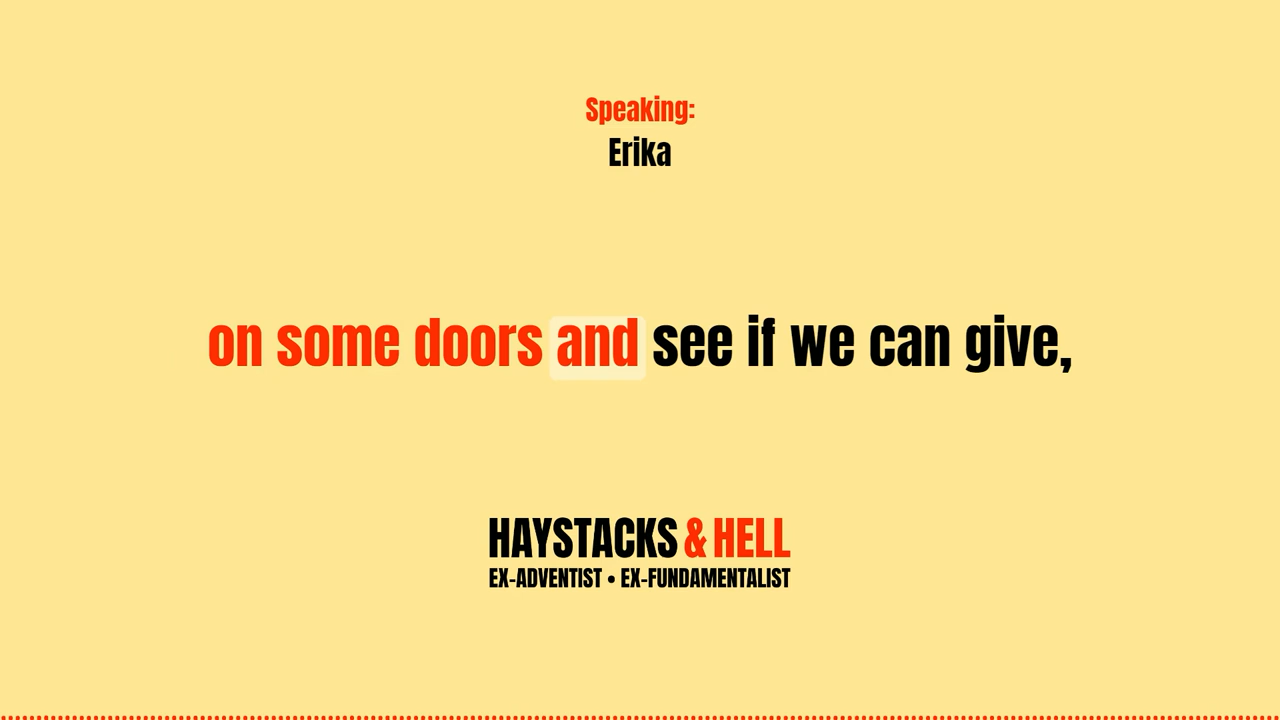 Speaking:
Erika
on some doors and see if we can give,
HAYSTACKS & HELL
EX-ADVENTIST • EX-FUNDAMENTALIST